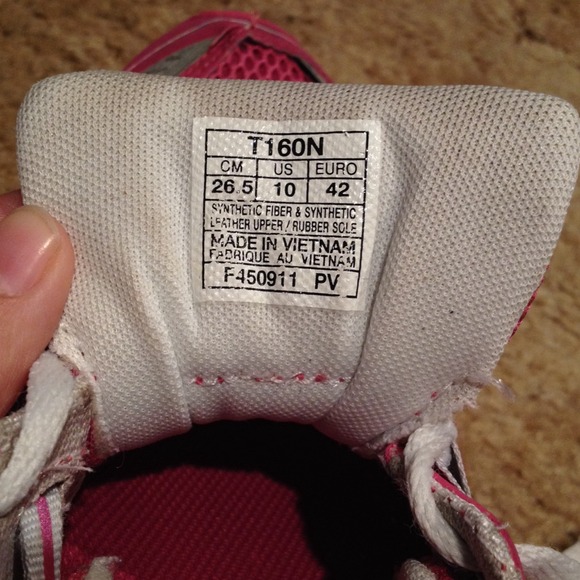 T160N
CM US EURO
26.5 10 42
SYNTHETIC FIBER & SYNTHETIC
LEATHER UPPER / RUBBER SOLE
MADE IN VIETNAM
FABRIQUE AU VIETNAM
F450911 PV